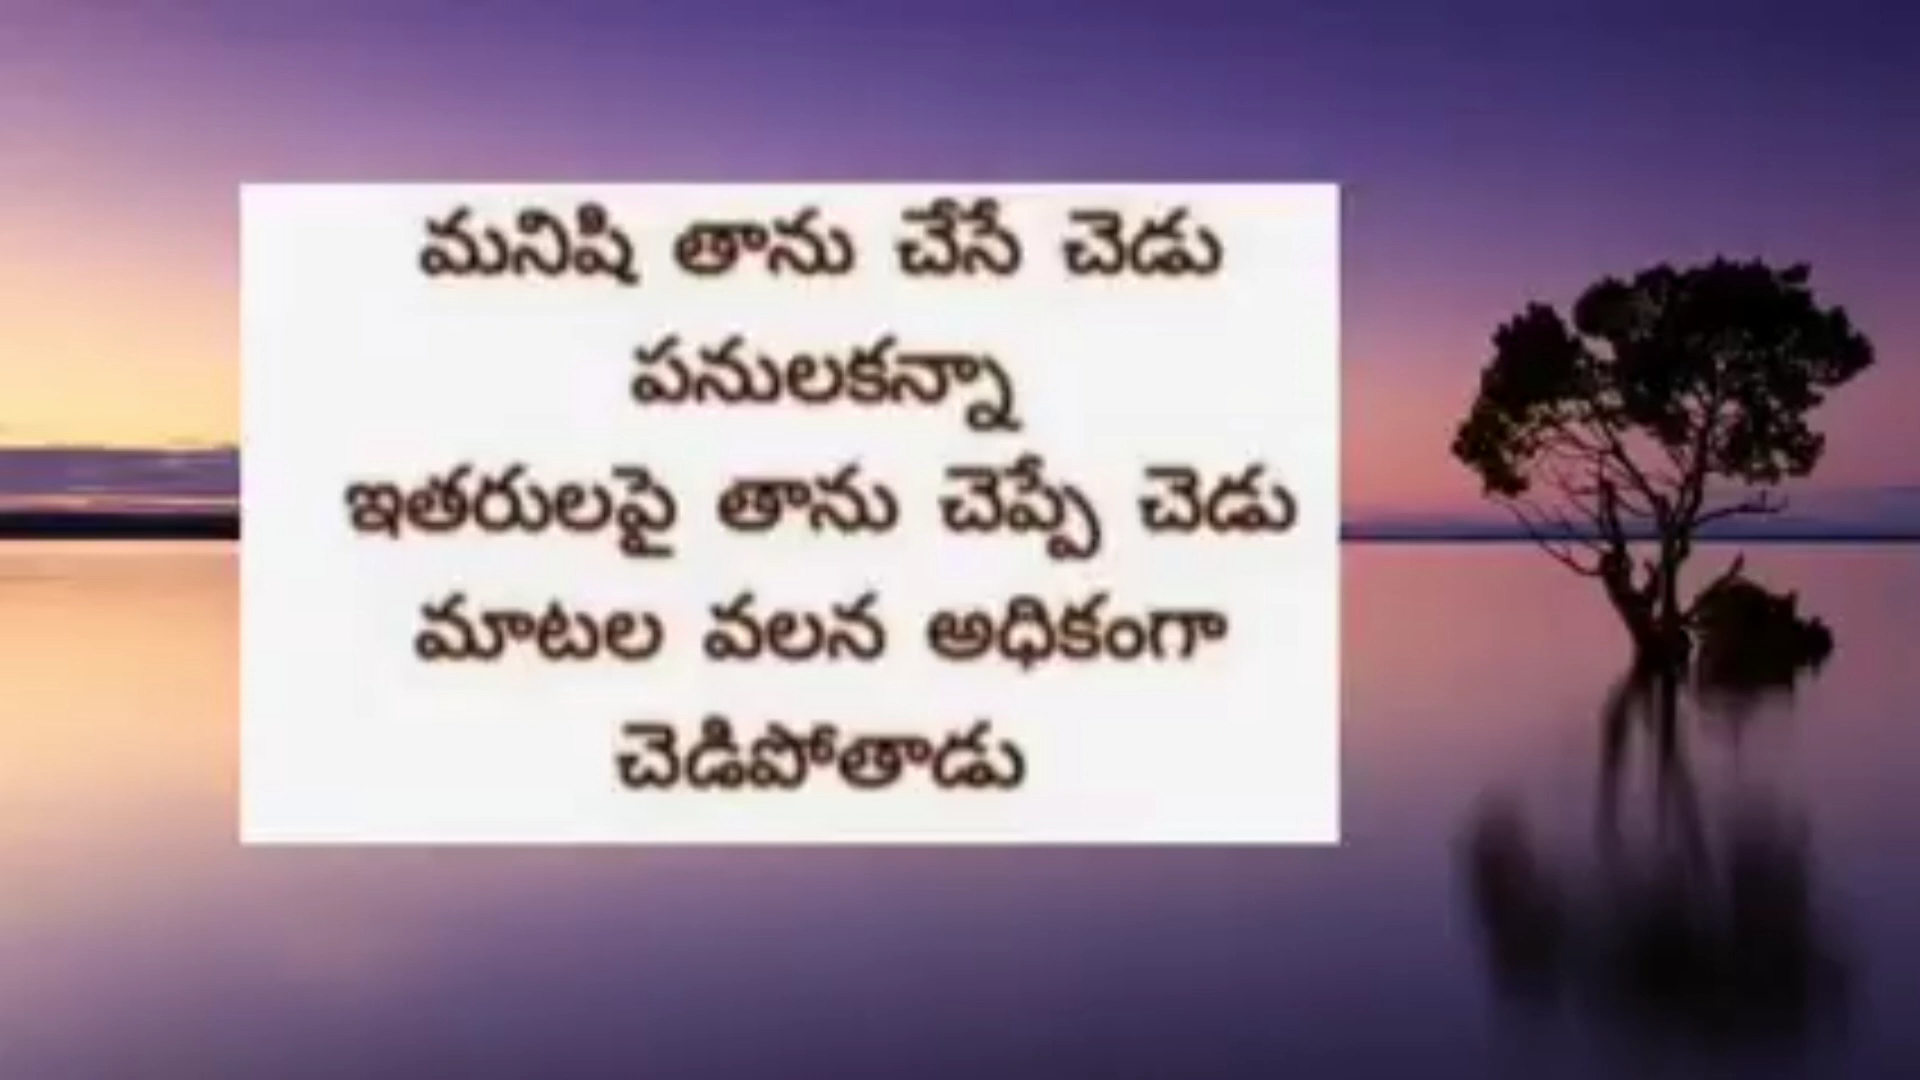 మనిషి తాను చేసే చెడు
పనులకన్నా
ఇతరులపై తాను చెప్పే చెడు
మాటల వలన అధికంగా
చెడిపోతాడు